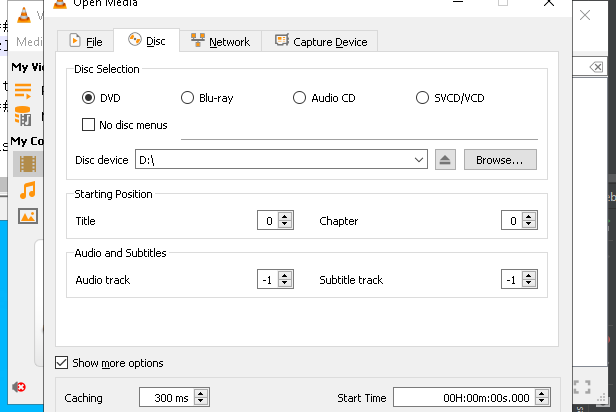 Open Media
V
Medi
My Vi
My Co
File Disc Network Capture Device
Disc Selection
DVD Blu-ray Audio CD SVCD/VCD
No disc menus
Disc device D:\ Browse...
Starting Position
Title 0 Chapter 0
Audio and Subtitles
Audio track -1 Subtitle track -1
Show more options
Caching 300 ms Start Time 00H:00m:00s.000